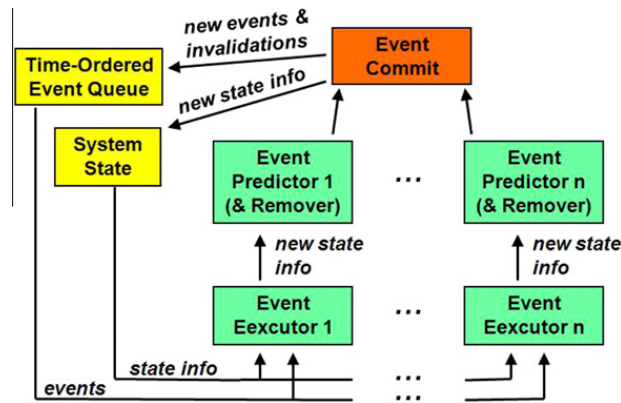 new events &
invalidations
Event
Commit
Time-Ordered
Event Queue
new state info
System
State
Event
Predictor 1
(& Remover)
...
Event
Predictor n
(& Remover)
new state
info
new state
info
Event
Eexcutor 1
...
Event
Eexcutor n
state info
...
events
...